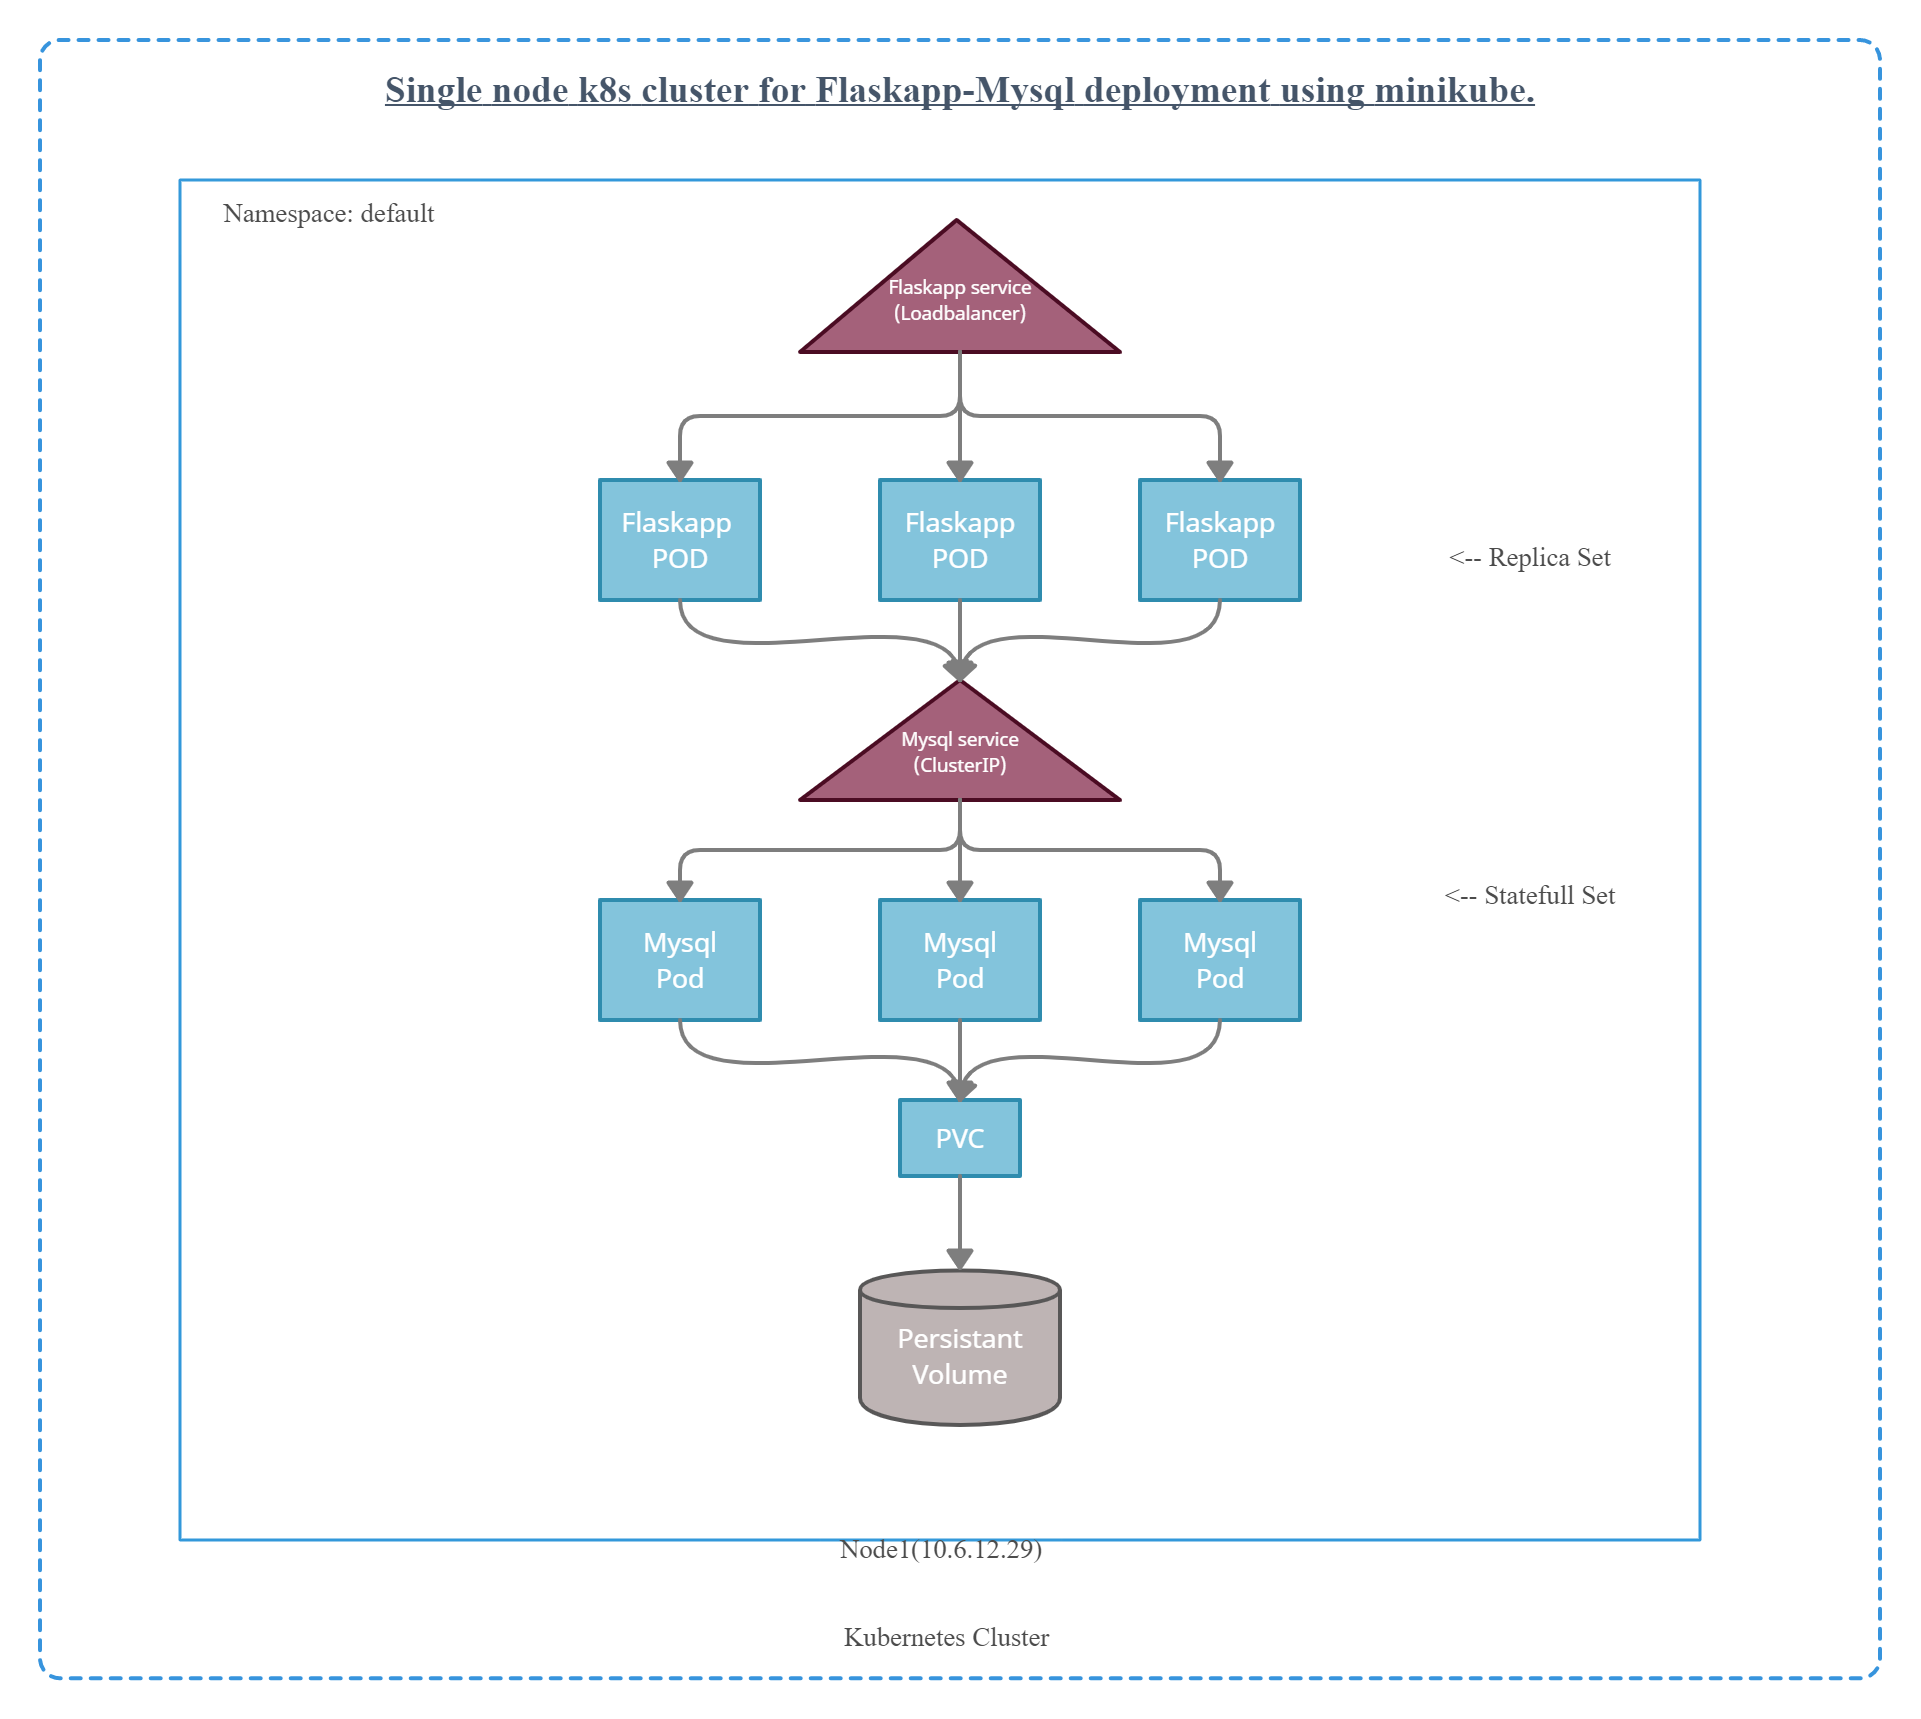 Single node k8s cluster for Flaskapp-Mysql deployment using minikube.
Namespace: default
Flaskapp service
(Loadbalancer)
Flaskapp
POD
Flaskapp
POD
Flaskapp
POD
<-- Replica Set
Mysql service
(ClusterIP)
<-- Statefull Set
Mysql
Pod
Mysql
Pod
Mysql
Pod
PVC
Persistant
Volume
Node1(10.6.12.29)
Kubernetes Cluster